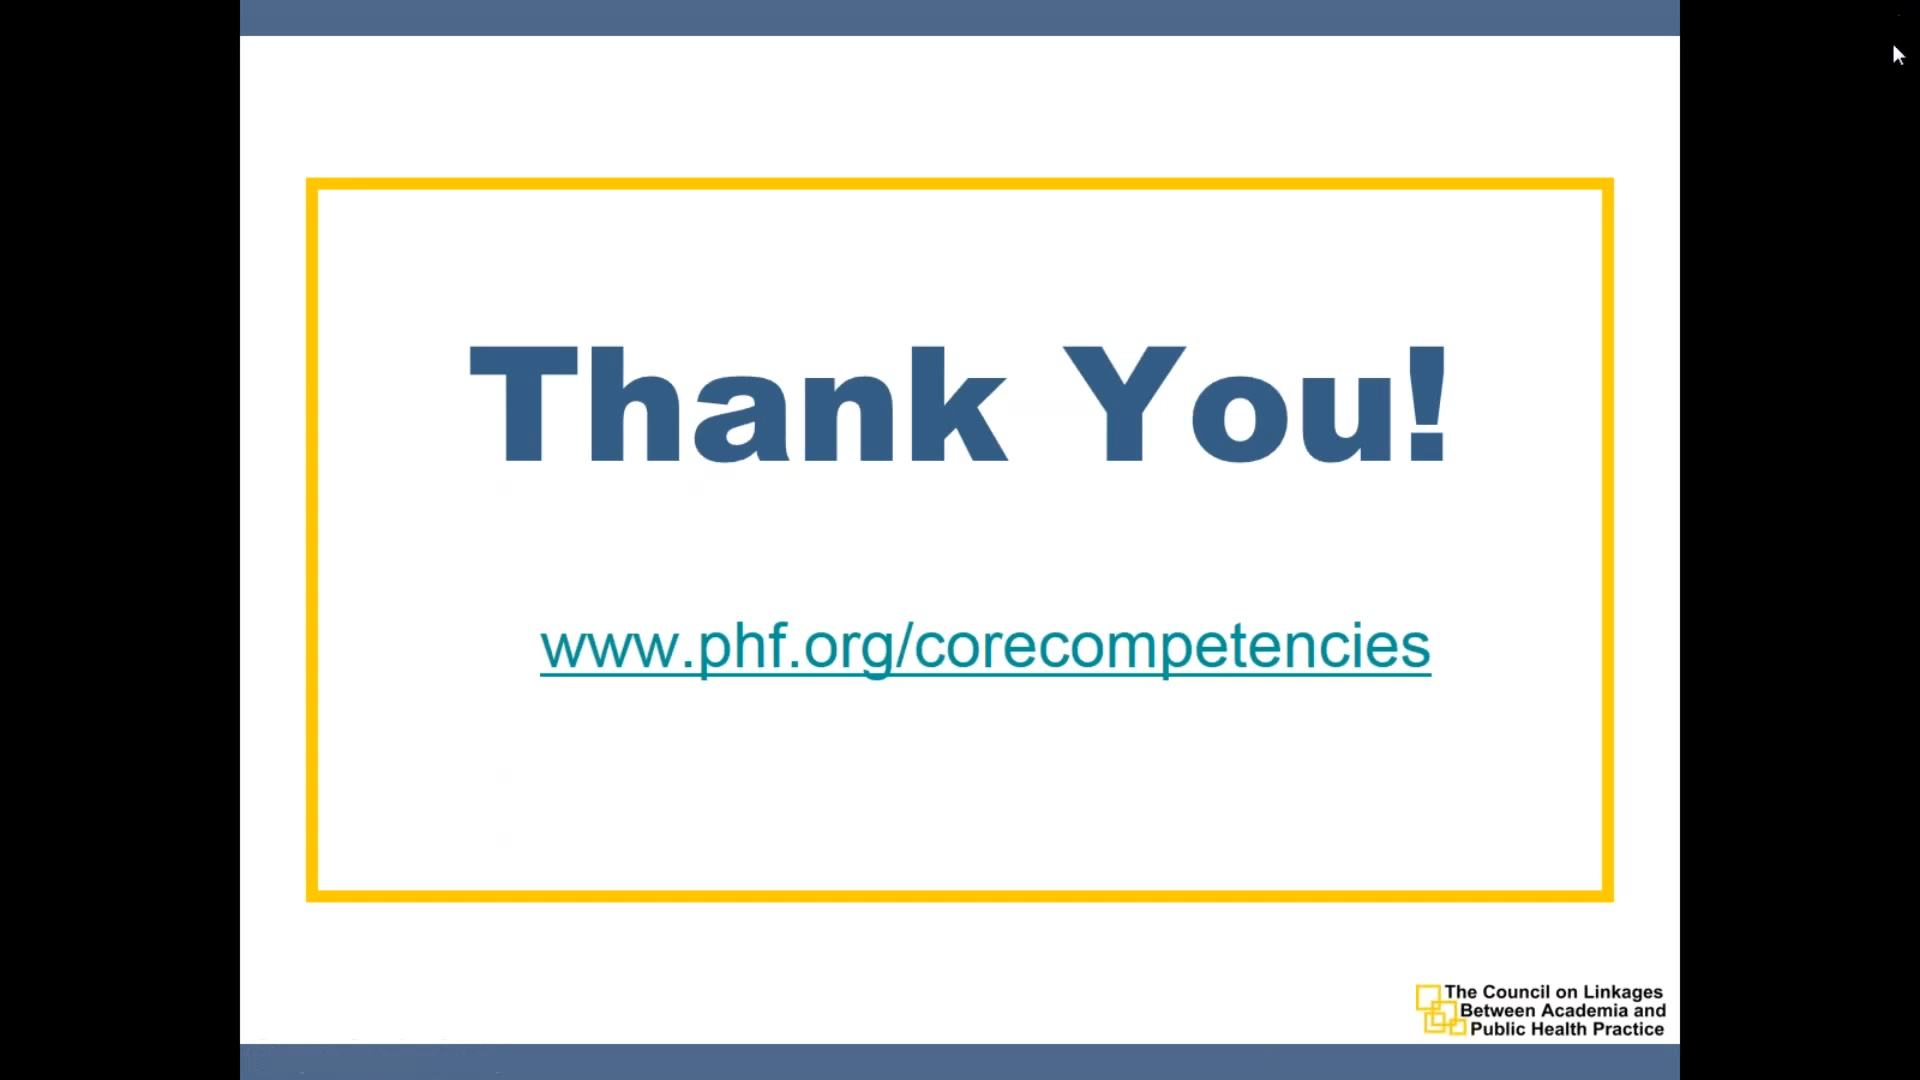 Thank You!
www.phf.org/corecompetencies
The Council on Linkages
Between Academia and
Public Health Practice